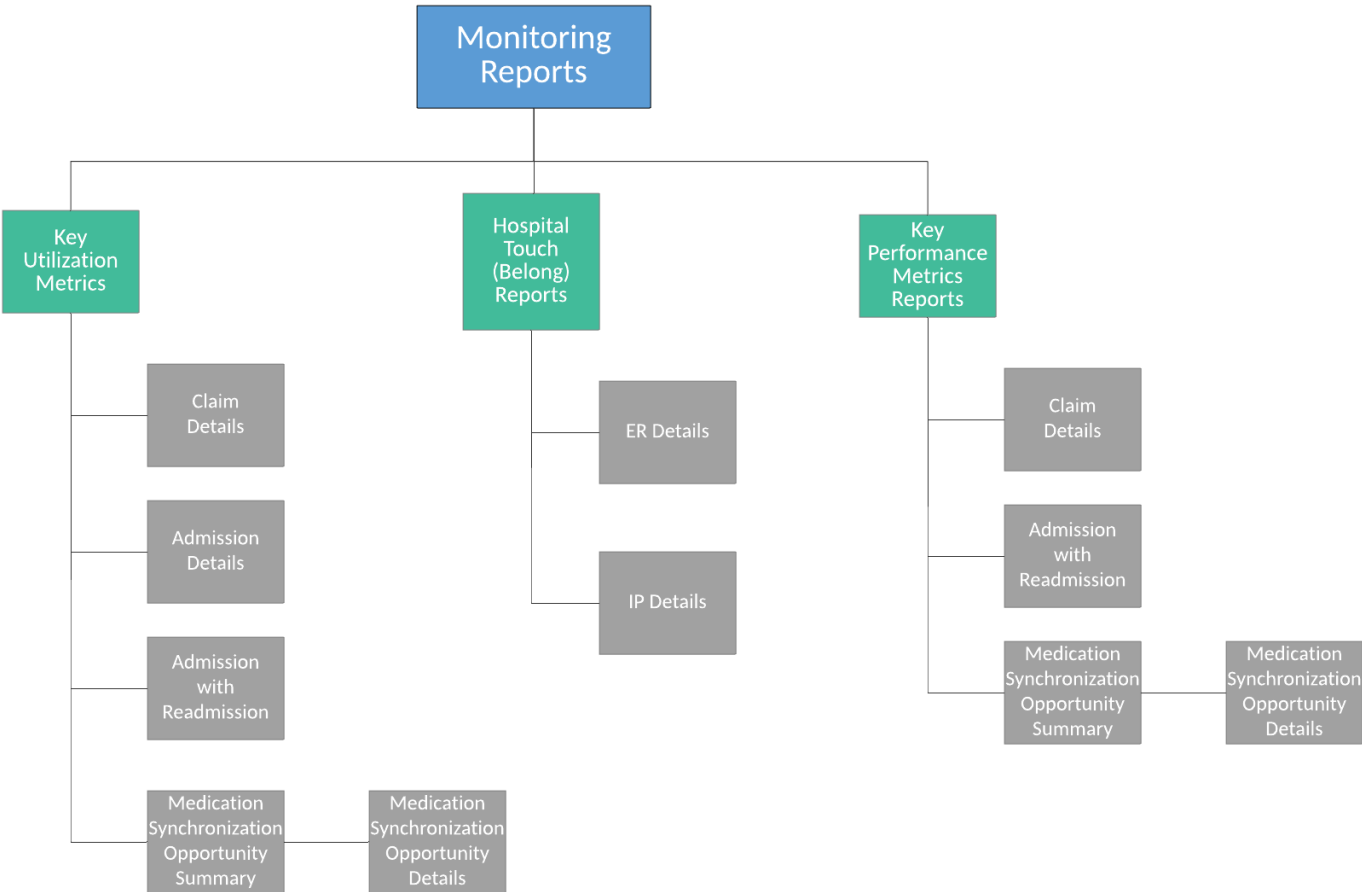 Monitoring
Reports
Key
Utilization
Metrics
Hospital
Touch
(Belong)
Reports
Key
Performance
Metrics
Reports
Claim
Details
Admission
Details
Admission
with
Readmission
Medication
Synchronization
Opportunity
Summary
Medication
Synchronization
Opportunity
Details
ER Details
IP Details
Claim
Details
Admission
with
Readmission
Medication
Synchronization
Opportunity
Summary
Medication
Synchronization
Opportunity
Details